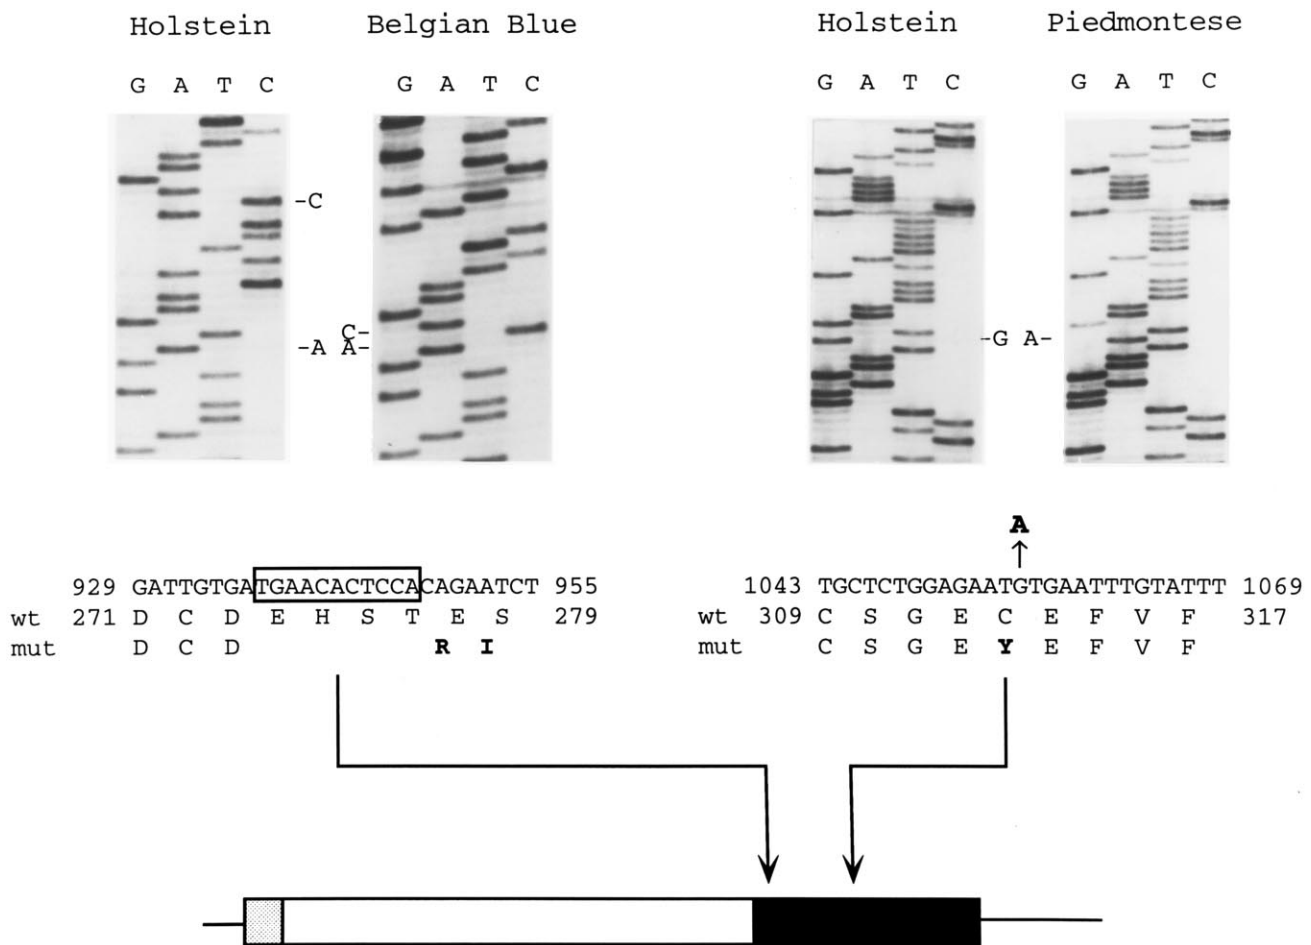 Holstein Belgian Blue Holstein Piedmontese
G A T C G A T C G A T C G A T C
-C
C-
-A A- -G A-
A
929 GATTGTGATGAACACTCCACAGAATCT 955 1043 TGCTCTGGAGAATGTGAATTTGTATTT 1069
wt 271 D C D E H S T E S 279 wt 309 C S G E C E F V F 317
mut D C D R I mut C S G E Y E F V F